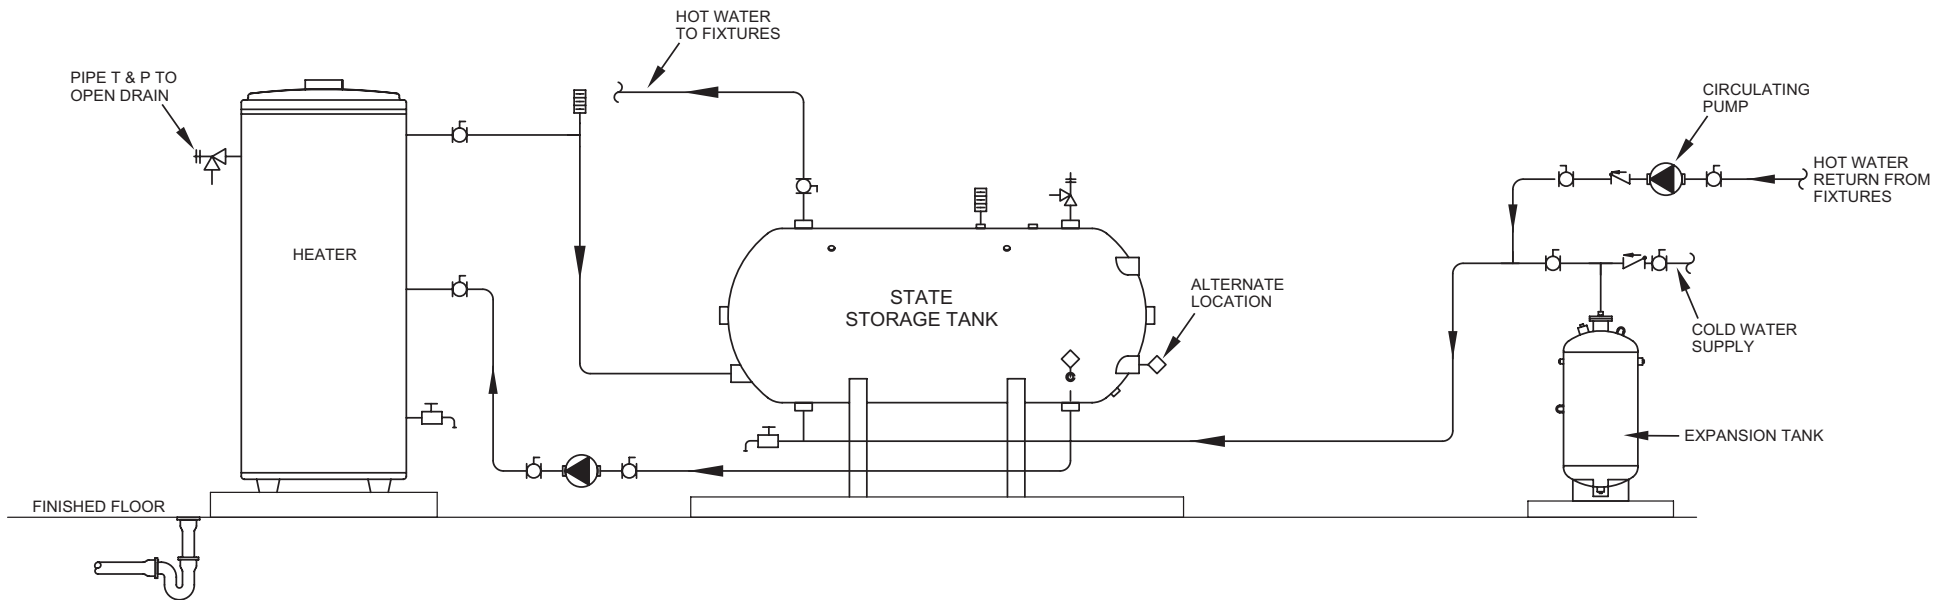 HOT WATER
TO FIXTURES
PIPE T & P TO
OPEN DRAIN
CIRCULATING
PUMP
HOT WATER
RETURN FROM
FIXTURES
HEATER
STATE
STORAGE TANK
ALTERNATE
LOCATION
COLD WATER
SUPPLY
EXPANSION TANK
FINISHED FLOOR